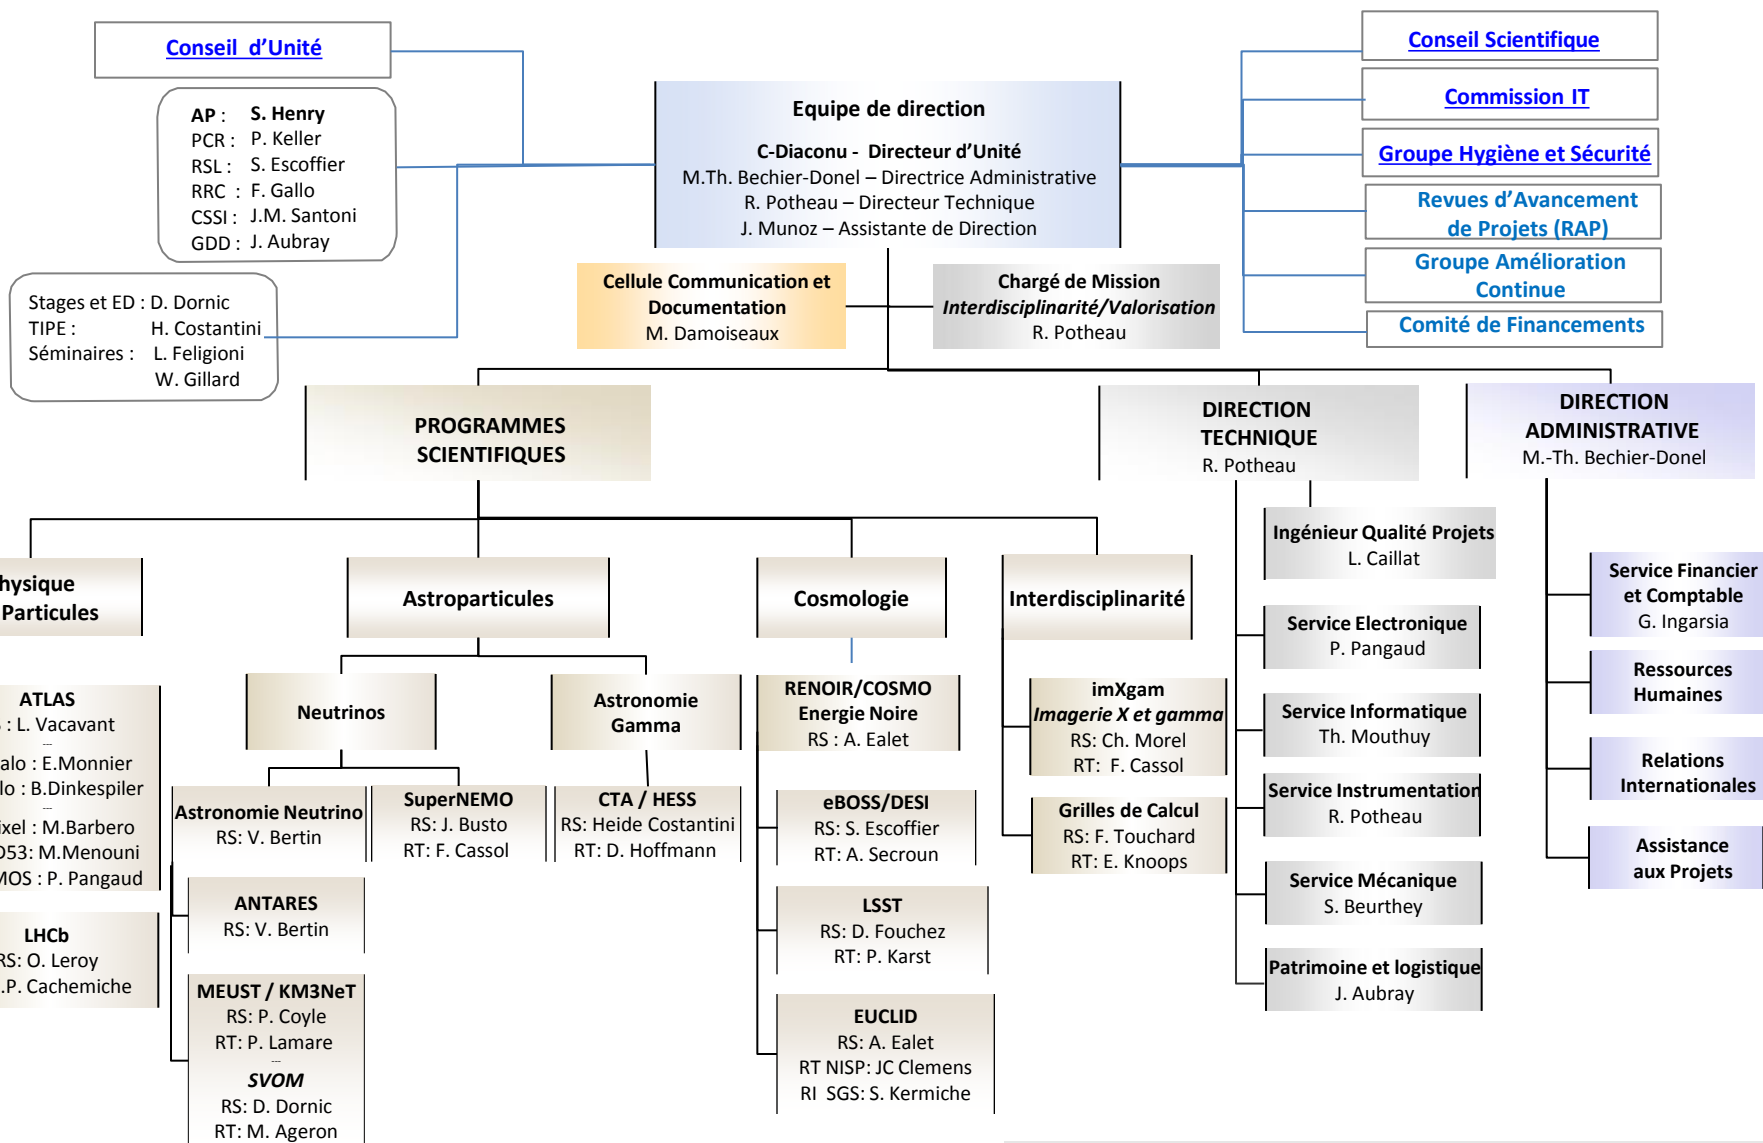 Conseil d'Unité
AP : S. Henry
PCR : P. Keller
RSL : S. Escoffier
RRC : F. Gallo
CSSI : J.M. Santoni
GDD : J. Aubray
Stages et ED : D. Dornic
TIPE : H. Costantini
Séminaires : L. Feligioni
W. Gillard
Equipe de direction
C-Diaconu - Directeur d'Unité
M.Th. Bechier-Donel – Directrice Administrative
R. Potheau – Directeur Technique
J. Munoz – Assistante de Direction
Conseil Scientifique
Commission IT
Groupe Hygiène et Sécurité
Revues d'Avancement
de Projets (RAP)
Groupe Amélioration
Continue
Comité de Financements
Cellule Communication et
Documentation
M. Damoiseaux
Chargé de Mission
Interdisciplinarité/Valorisation
R. Potheau
PROGRAMMES
SCIENTIFIQUES
DIRECTION
TECHNIQUE
R. Potheau
DIRECTION
ADMINISTRATIVE
M.-Th. Bechier-Donel
hysique
Particules
Astroparticules
Cosmologie
Interdisciplinarité
ATLAS
: L. Vacavant
---
alo : E.Monnier
lo : B.Dinkespiler
---
ixel : M.Barbero
D53: M.Menouni
MOS : P. Pangaud
LHCb
RS: O. Leroy
.P. Cachemiche
Neutrinos
Astronomie
Gamma
Astronomie Neutrino
RS: V. Bertin
SuperNEMO
RS: J. Busto
RT: F. Cassol
CTA / HESS
RS: Heide Costantini
RT: D. Hoffmann
ANTARES
RS: V. Bertin
MEUST / KM3NeT
RS: P. Coyle
RT: P. Lamare
---
SVOM
RS: D. Dornic
RT: M. Ageron
RENOIR/COSMO
Energie Noire
RS : A. Ealet
eBOSS/DESI
RS: S. Escoffier
RT: A. Secroun
LSST
RS: D. Fouchez
RT: P. Karst
EUCLID
RS: A. Ealet
RT NISP: JC Clemens
RI SGS: S. Kermiche
imXgam
Imagerie X et gamma
RS: Ch. Morel
RT: F. Cassol
Grilles de Calcul
RS: F. Touchard
RT: E. Knoops
Ingénieur Qualité Projets
L. Caillat
Service Electronique
P. Pangaud
Service Informatique
Th. Mouthuy
Service Instrumentation
R. Potheau
Service Mécanique
S. Beurthey
Patrimoine et logistique
J. Aubray
Service Financier
et Comptable
G. Ingarsia
Ressources
Humaines
Relations
Internationales
Assistance
aux Projets